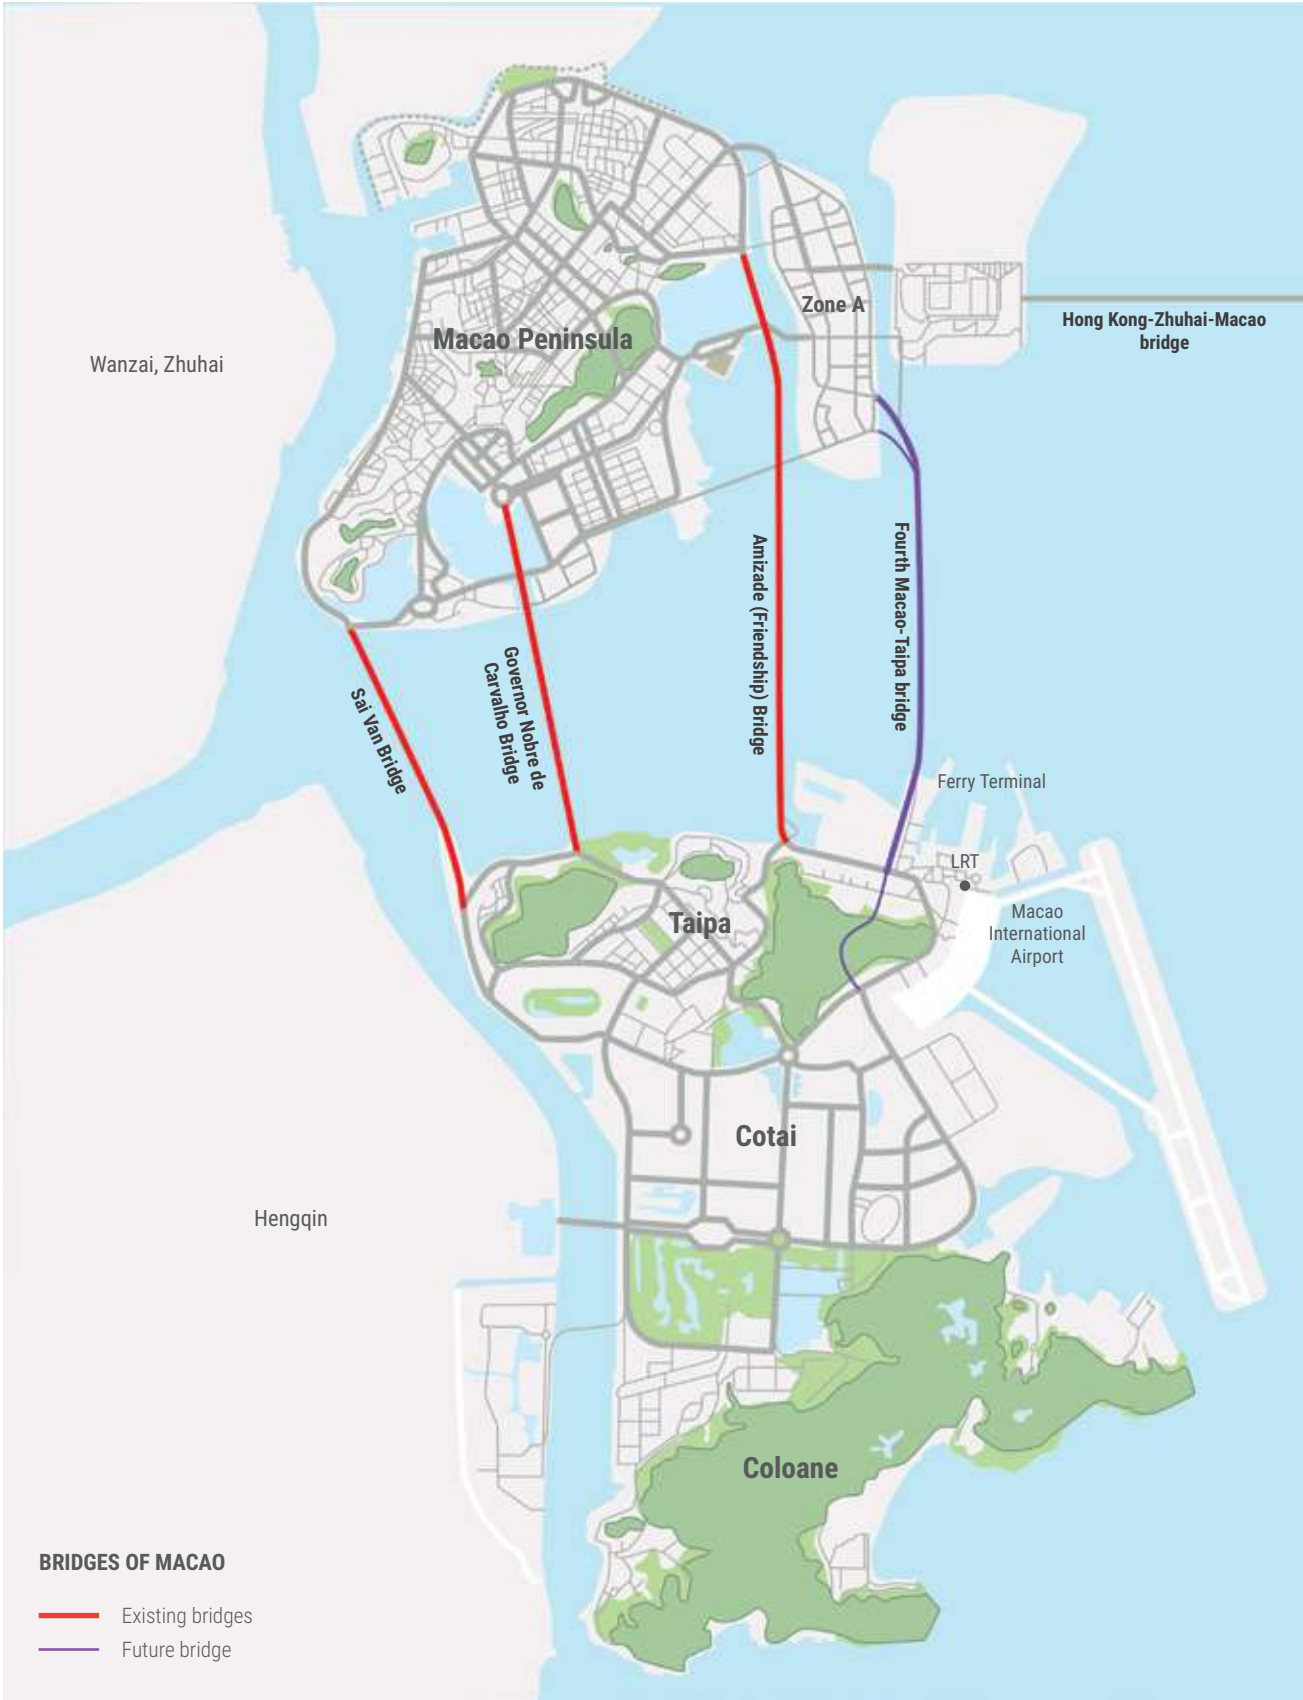 Zone A
Hong Kong-Zhuhai-Macao
bridge
Macao Peninsula
Wanzai, Zhuhai
Amizade (Friendship) Bridge
Fourth Macao-Taipa bridge
Governor Nobre de
Carvalho Bridge
Sai Van Bridge
Ferry Terminal
LRT
Macao
International
Airport
Taipa
Cotai
Hengqin
Coloane
BRIDGES OF MACAO
Existing bridges
Future bridge